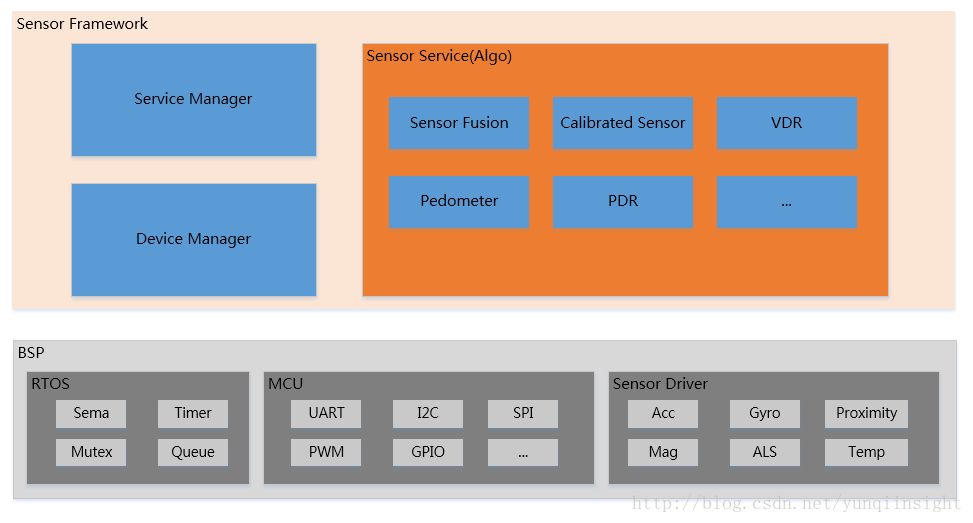 Sensor Framework
Service Manager
Device Manager
Sensor Service(Algo)
Sensor Fusion
Calibrated Sensor
VDR
Pedometer
PDR
...
BSP
RTOS
Sema
Timer
Mutex
Queue
MCU
UART
I2C
SPI
PWM
GPIO
...
Sensor Driver
Acc
Gyro
Proximity
Mag
ALS
Temp
http://blog.csdn.net/yunqiinsight